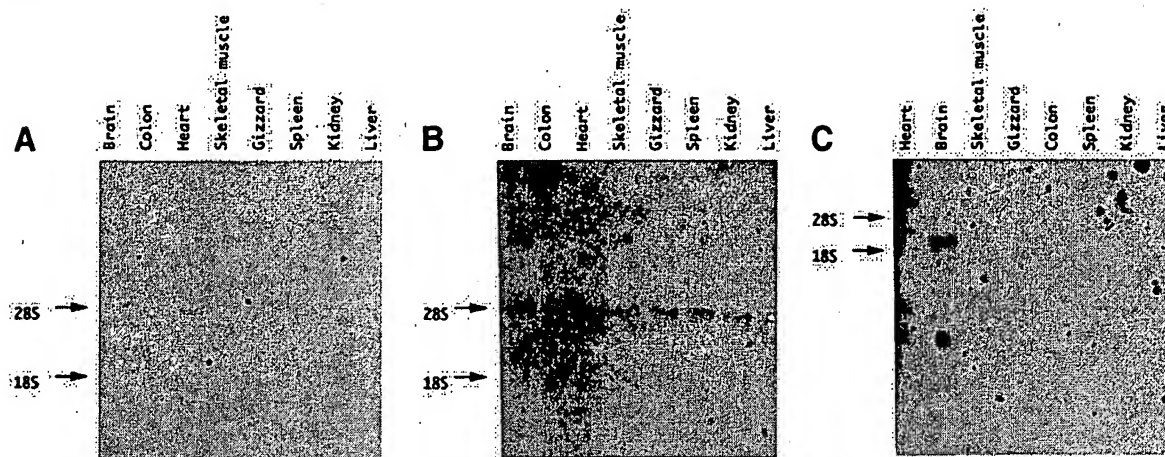 A
Brain
Colon
Heart
Skeletal muscle
Gizzard
Spleen
Kidney
Liver
28S
18S
B
Brain
Colon
Heart
Skeletal muscle
Gizzard
Spleen
Kidney
Liver
28S
18S
C
Heart
Brain
Skeletal muscle
Gizzard
Colon
Spleen
Kidney
Liver
28S
18S